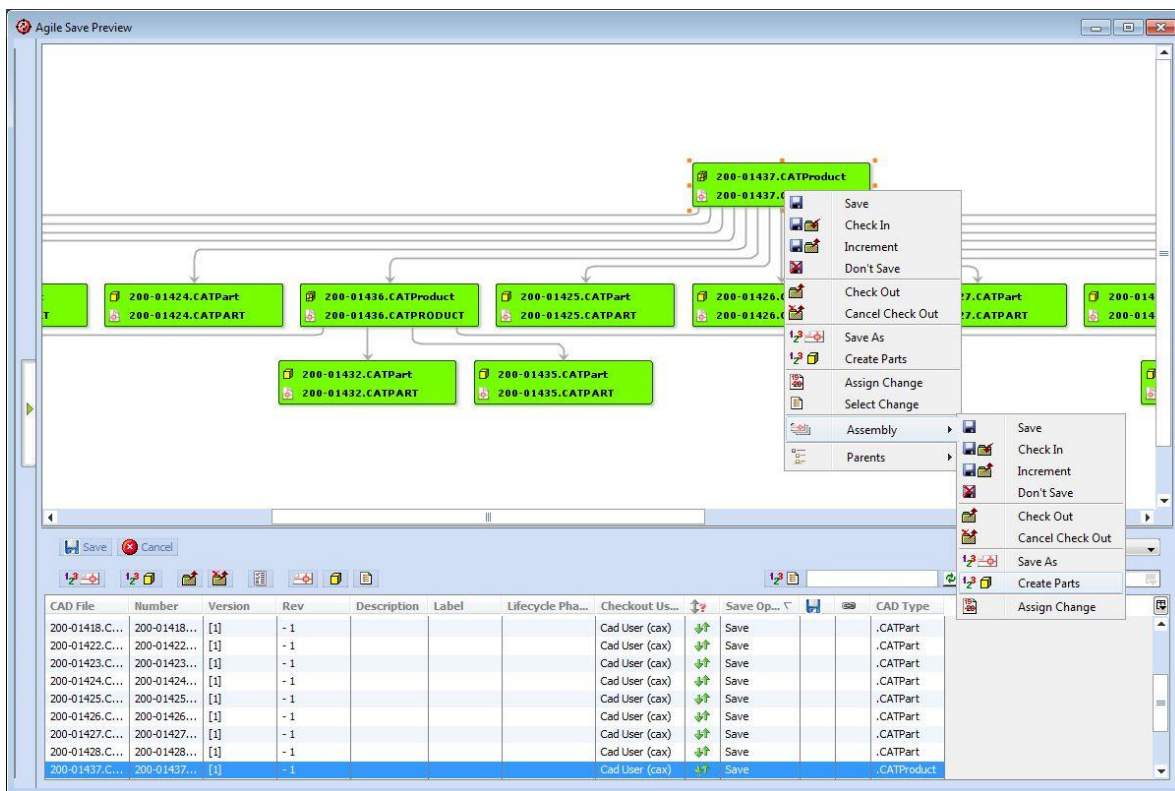 Agile Save Preview
200-01437.CATProduct
200-01437.C
Save
Check In
Increment
Don't Save
Check Out
Cancel Check Out
Save As
Create Parts
Assign Change
Select Change
Assembly
Parents
T
200-01424.CATPart
200-01424.CATPART
200-01436.CATProduct
200-01436.CATPRODUCT
200-01425.CATPart
200-01425.CATPART
200-01426.
200-01426.
27.CATPart
27.CATPART
200-014
200-014
200-01432.CATPart
200-01432.CATPART
200-01435.CATPart
200-01435.CATPART
Save
Check In
Increment
Don't Save
Check Out
Cancel Check Out
Save As
Create Parts
Assign Change
Save Cancel
CAD File Number Version Rev Description Label Lifecycle Pha... Checkout Us... Save Op... CAD Type
200-01418.C... 200-01418... [1] - 1 Cad User (cax) Save .CATPart
200-01422.C... 200-01422... [1] - 1 Cad User (cax) Save .CATPart
200-01423.C... 200-01423... [1] - 1 Cad User (cax) Save .CATPart
200-01424.C... 200-01424... [1] - 1 Cad User (cax) Save .CATPart
200-01425.C... 200-01425... [1] - 1 Cad User (cax) Save .CATPart
200-01426.C... 200-01426... [1] - 1 Cad User (cax) Save .CATPart
200-01427.C... 200-01427... [1] - 1 Cad User (cax) Save .CATPart
200-01428.C... 200-01428... [1] - 1 Cad User (cax) Save .CATPart
200-01437.C... 200-01437... [1] - 1 Cad User (cax) Save .CATProduct